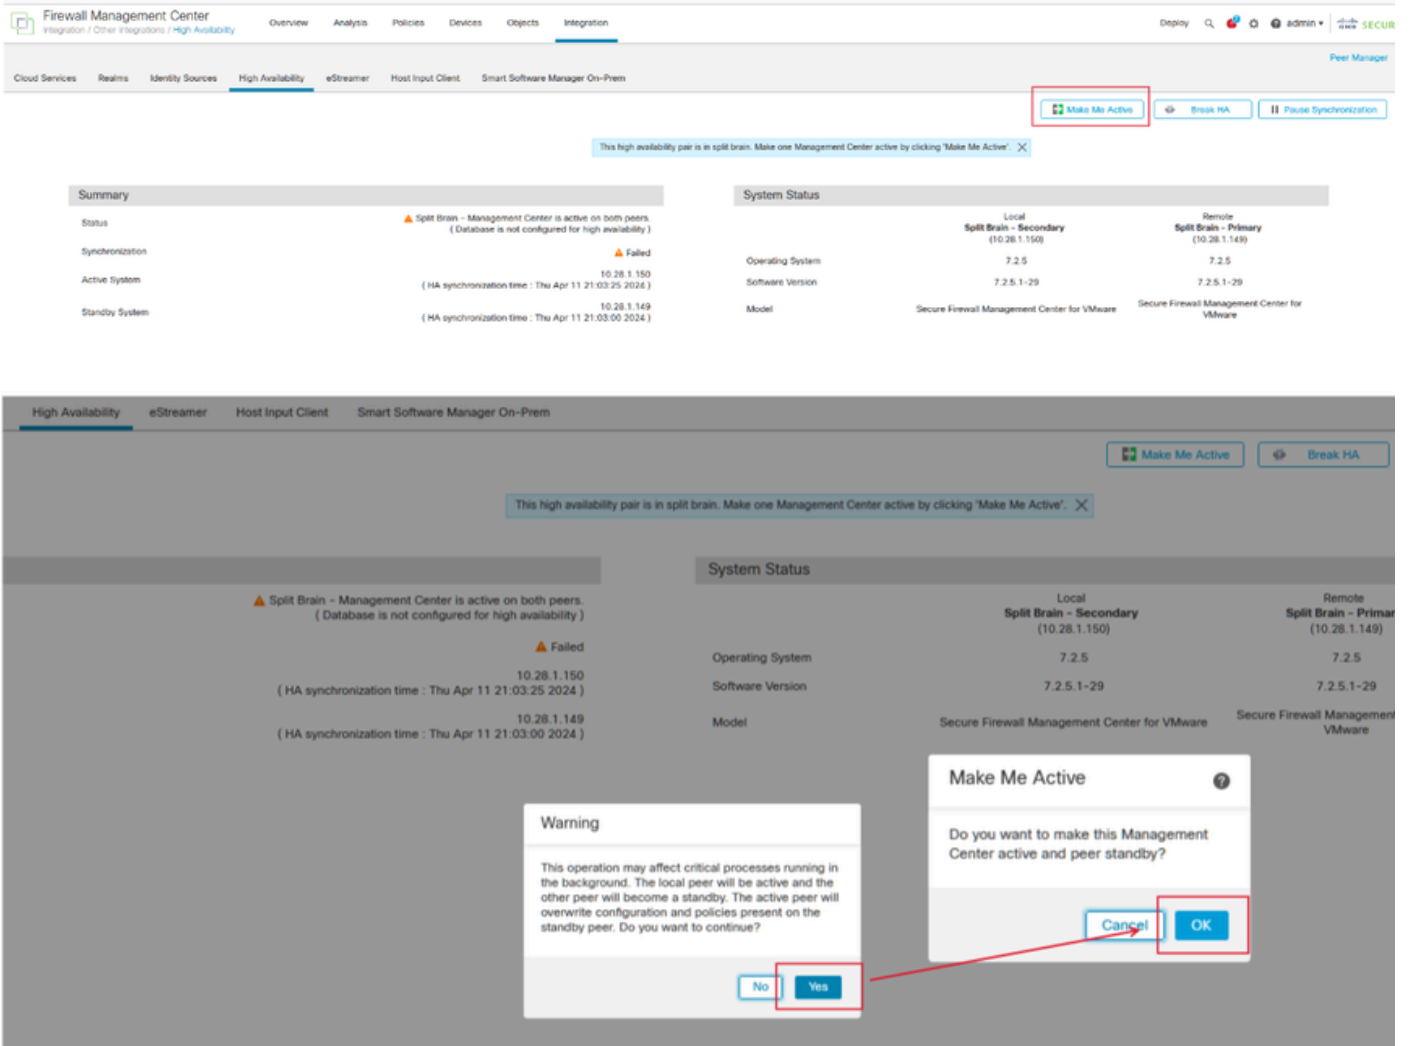 Firewall Management Center
Integration / Other Integrations / High Availability
Overview
Analysis
Policies
Devices
Objects
Integration
Deploy
admin
cisco SECUR
Peer Manager
Cloud Services
Realms
Identity Sources
High Availability
eStreamer
Host Input Client
Smart Software Manager On-Prem
Make Me Active
Break HA
Pause Synchronization
This high availability pair is in split brain. Make one Management Center active by clicking 'Make Me Active'.
Summary
Status
Split Brain - Management Center is active on both peers.
( Database is not configured for high availability )
Synchronization
Failed
Active System
10.28.1.150
( HA synchronization time : Thu Apr 11 21:03:25 2024 )
Standby System
10.28.1.149
( HA synchronization time : Thu Apr 11 21:03:00 2024 )
System Status
Local
Split Brain - Secondary
(10.28.1.150)
Remote
Split Brain - Primary
(10.28.1.149)
Operating System
7.2.5
7.2.5
Software Version
7.2.5.1-29
7.2.5.1-29
Model
Secure Firewall Management Center for VMware
Secure Firewall Management Center for
VMware
High Availability
eStreamer
Host Input Client
Smart Software Manager On-Prem
Make Me Active
Break HA
This high availability pair is in split brain. Make one Management Center active by clicking 'Make Me Active'.
Split Brain - Management Center is active on both peers.
( Database is not configured for high availability )
Failed
10.28.1.150
( HA synchronization time : Thu Apr 11 21:03:25 2024 )
10.28.1.149
( HA synchronization time : Thu Apr 11 21:03:00 2024 )
System Status
Local
Split Brain - Secondary
(10.28.1.150)
Remote
Split Brain - Primar
(10.28.1.149)
Operating System
7.2.5
7.2.5
Software Version
7.2.5.1-29
7.2.5.1-29
Model
Secure Firewall Management Center for VMware
Secure Firewall Management
VMware
Warning
This operation may affect critical processes running in
the background. The local peer will be active and the
other peer will become a standby. The active peer will
overwrite configuration and policies present on the
standby peer. Do you want to continue?
No
Yes
Make Me Active
Do you want to make this Management
Center active and peer standby?
Cancel
OK